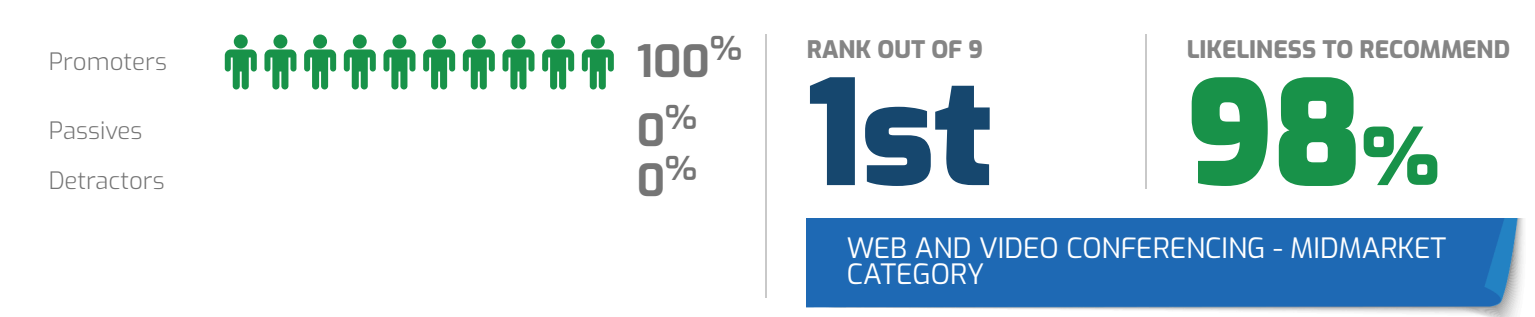 Promoters 100%
Passives 0%
Detractors 0%
RANK OUT OF 9
1st
LIKELINESS TO RECOMMEND
98%
WEB AND VIDEO CONFERENCING - MIDMARKET
CATEGORY